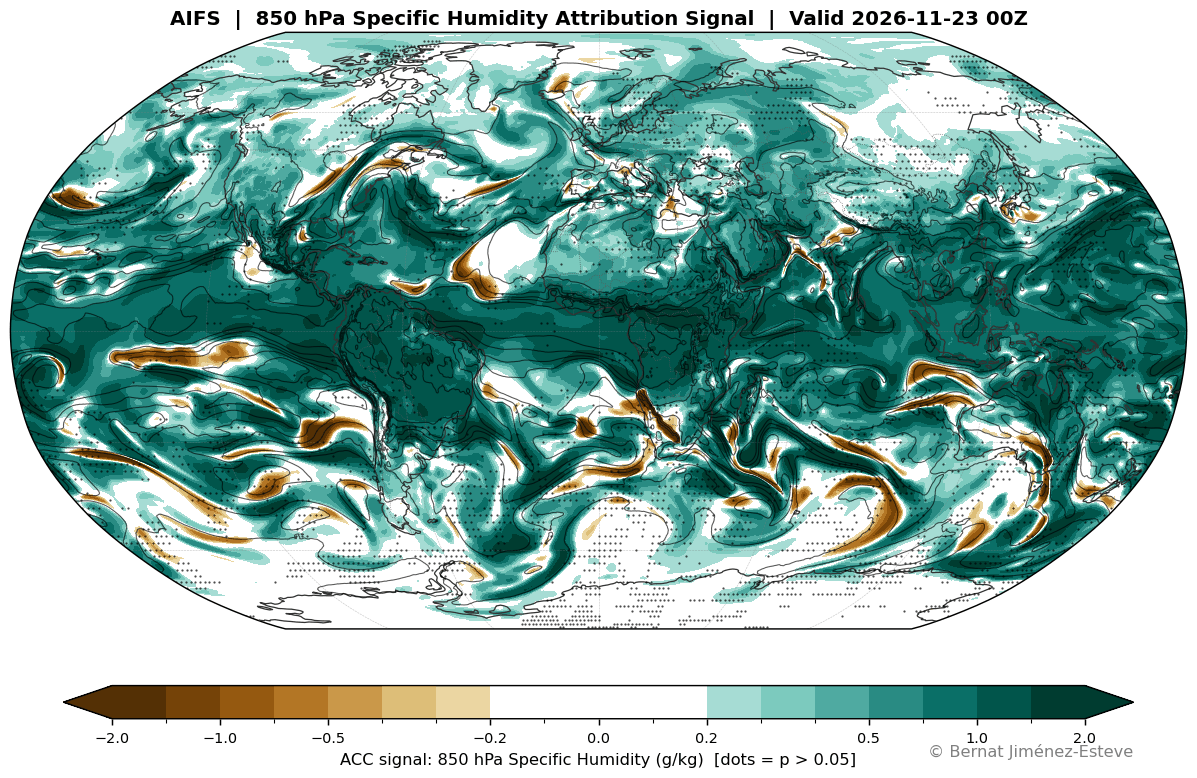 AIFS | 850 hPa Specific Humidity Attribution Signal | Valid 2026-11-23 00Z
−2.0 −1.0 −0.5 −0.2 0.0 0.2 0.5 1.0 2.0
© Bernat Jiménez-Esteve
ACC signal: 850 hPa Specific Humidity (g/kg) [dots = p > 0.05]